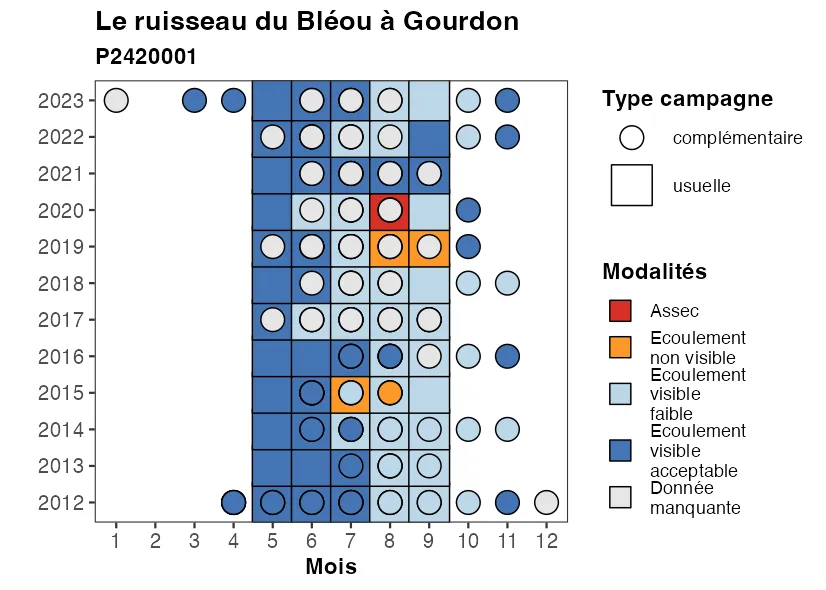 Le ruisseau du Bléou à Gourdon
P2420001
2023
2022
2021
2020
2019
2018
2017
2016
2015
2014
2013
2012
1 2 3 4 5 6 7 8 9 10 11 12
Mois
Type campagne
complémentaire
usuelle
Modalités
Assec
Ecoulement
non visible
Ecoulement
visible
faible
Ecoulement
visible
acceptable
Donnée
manquante